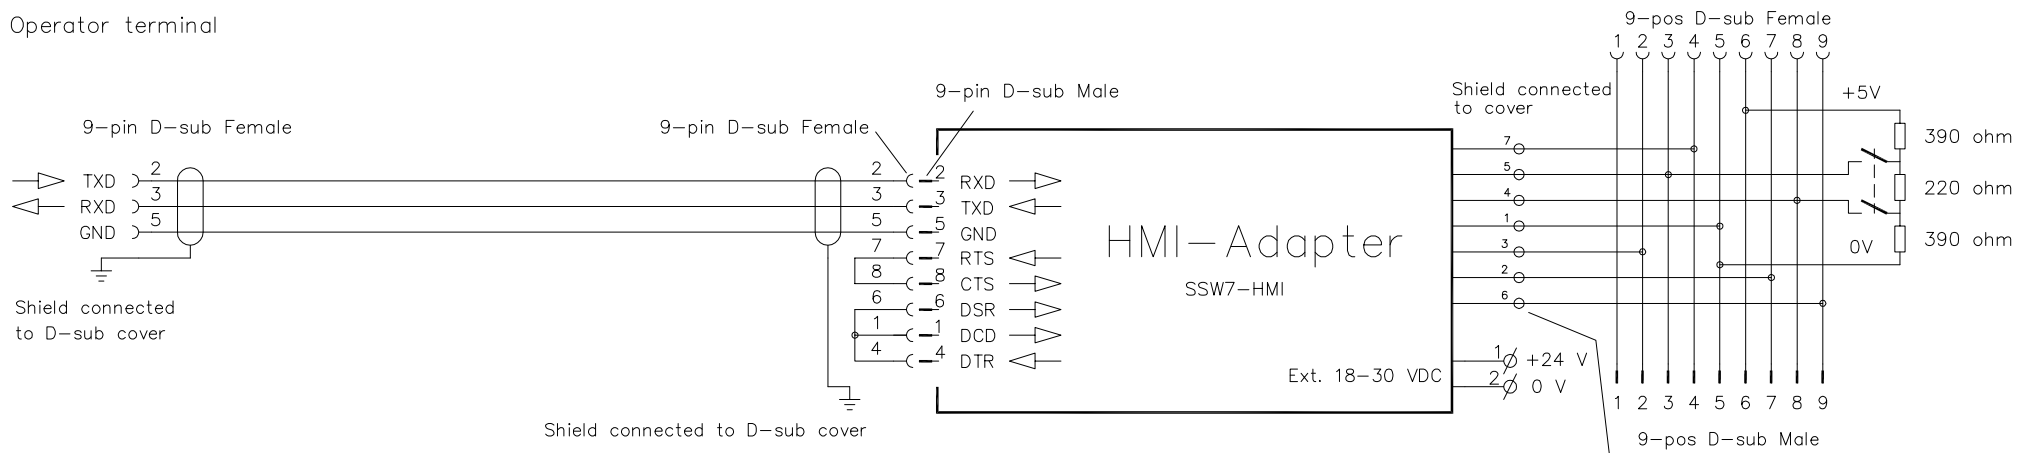 Operator terminal
9-pin D-sub Female
TXD 2
RXD 3
GND 5
Shield connected
to D-sub cover
9-pin D-sub Female
9-pin D-sub Male
2 2 RXD
3 3 TXD
5 5 GND
7 7 RTS
8 8 CTS
6 6 DSR
1 1 DCD
4 4 DTR
Shield connected to D-sub cover
HMI-Adapter
SSW7-HMI
Ext. 18-30 VDC
1 +24 V
2 0 V
Shield connected
to cover
7
5
4
1
3
2
6
9-pos D-sub Female
1 2 3 4 5 6 7 8 9
+5V
390 ohm
220 ohm
0V
390 ohm
1 2 3 4 5 6 7 8 9
9-pos D-sub Male